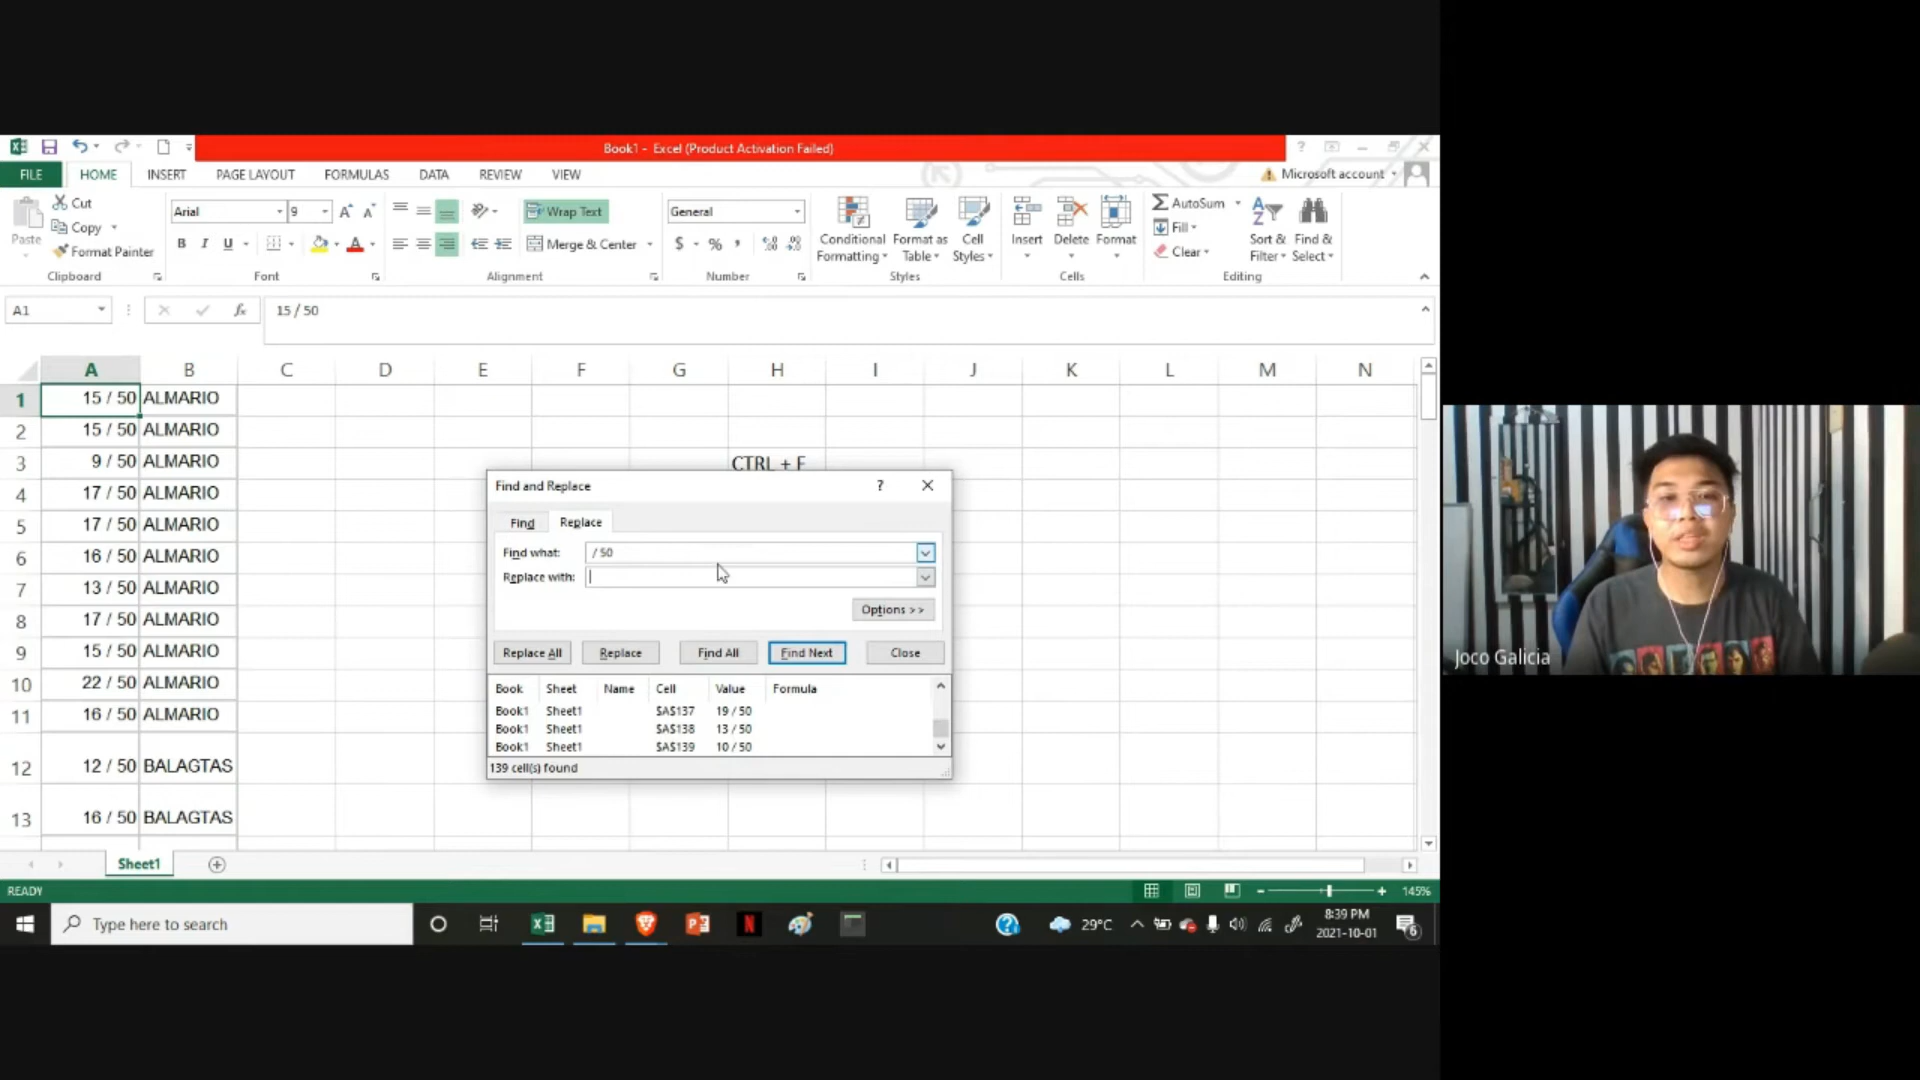 Book1 - Excel (Product Activation Failed)
FILE HOME INSERT PAGE LAYOUT FORMULAS DATA REVIEW VIEW Microsoft account
Cut
Copy
Format Painter
Paste
Clipboard
Arial 9
B I U
Font
Wrap Text
Merge & Center
Alignment
General
$ % ,
Number
Conditional Formatting
Format as Table
Cell Styles
Styles
Insert Delete Format
Cells
AutoSum
Fill
Clear
Sort & Filter
Find & Select
Editing
A1 fx 15 / 50
A B C D E F G H I J K L M N
1 15 / 50 ALMARIO
2 15 / 50 ALMARIO
3 9 / 50 ALMARIO CTRL + F
4 17 / 50 ALMARIO
5 17 / 50 ALMARIO
6 16 / 50 ALMARIO
7 13 / 50 ALMARIO
8 17 / 50 ALMARIO
9 15 / 50 ALMARIO
10 22 / 50 ALMARIO
11 16 / 50 ALMARIO
12 12 / 50 BALAGTAS
13 16 / 50 BALAGTAS
Find and Replace ?
Find Replace
Find what: / 50
Replace with:
Options >>
Replace All Replace Find All Find Next Close
Book Sheet Name Cell Value Formula
Book1 Sheet1 $A$137 19 / 50
Book1 Sheet1 $A$138 13 / 50
Book1 Sheet1 $A$139 10 / 50
139 cell(s) found
Joco Galicia
Sheet1
READY 145%
Type here to search
29°C
8:39 PM
2021-10-01
6